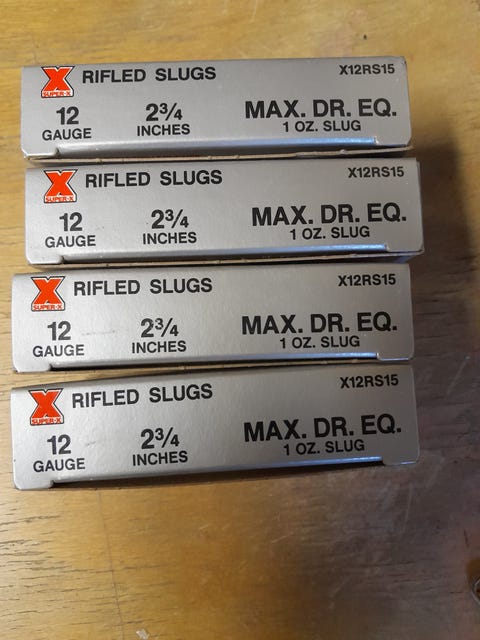 X RIFLED SLUGS X12RS15
SUPER-X
12 2¾ MAX. DR. EQ.
GAUGE INCHES 1 OZ. SLUG
X RIFLED SLUGS X12RS15
SUPER-X
12 2¾ MAX. DR. EQ.
GAUGE INCHES 1 OZ. SLUG
X RIFLED SLUGS X12RS15
SUPER-X
12 2¾ MAX. DR. EQ.
GAUGE INCHES 1 OZ. SLUG
X RIFLED SLUGS X12RS15
SUPER-X
12 2¾ MAX. DR. EQ.
GAUGE INCHES 1 OZ. SLUG